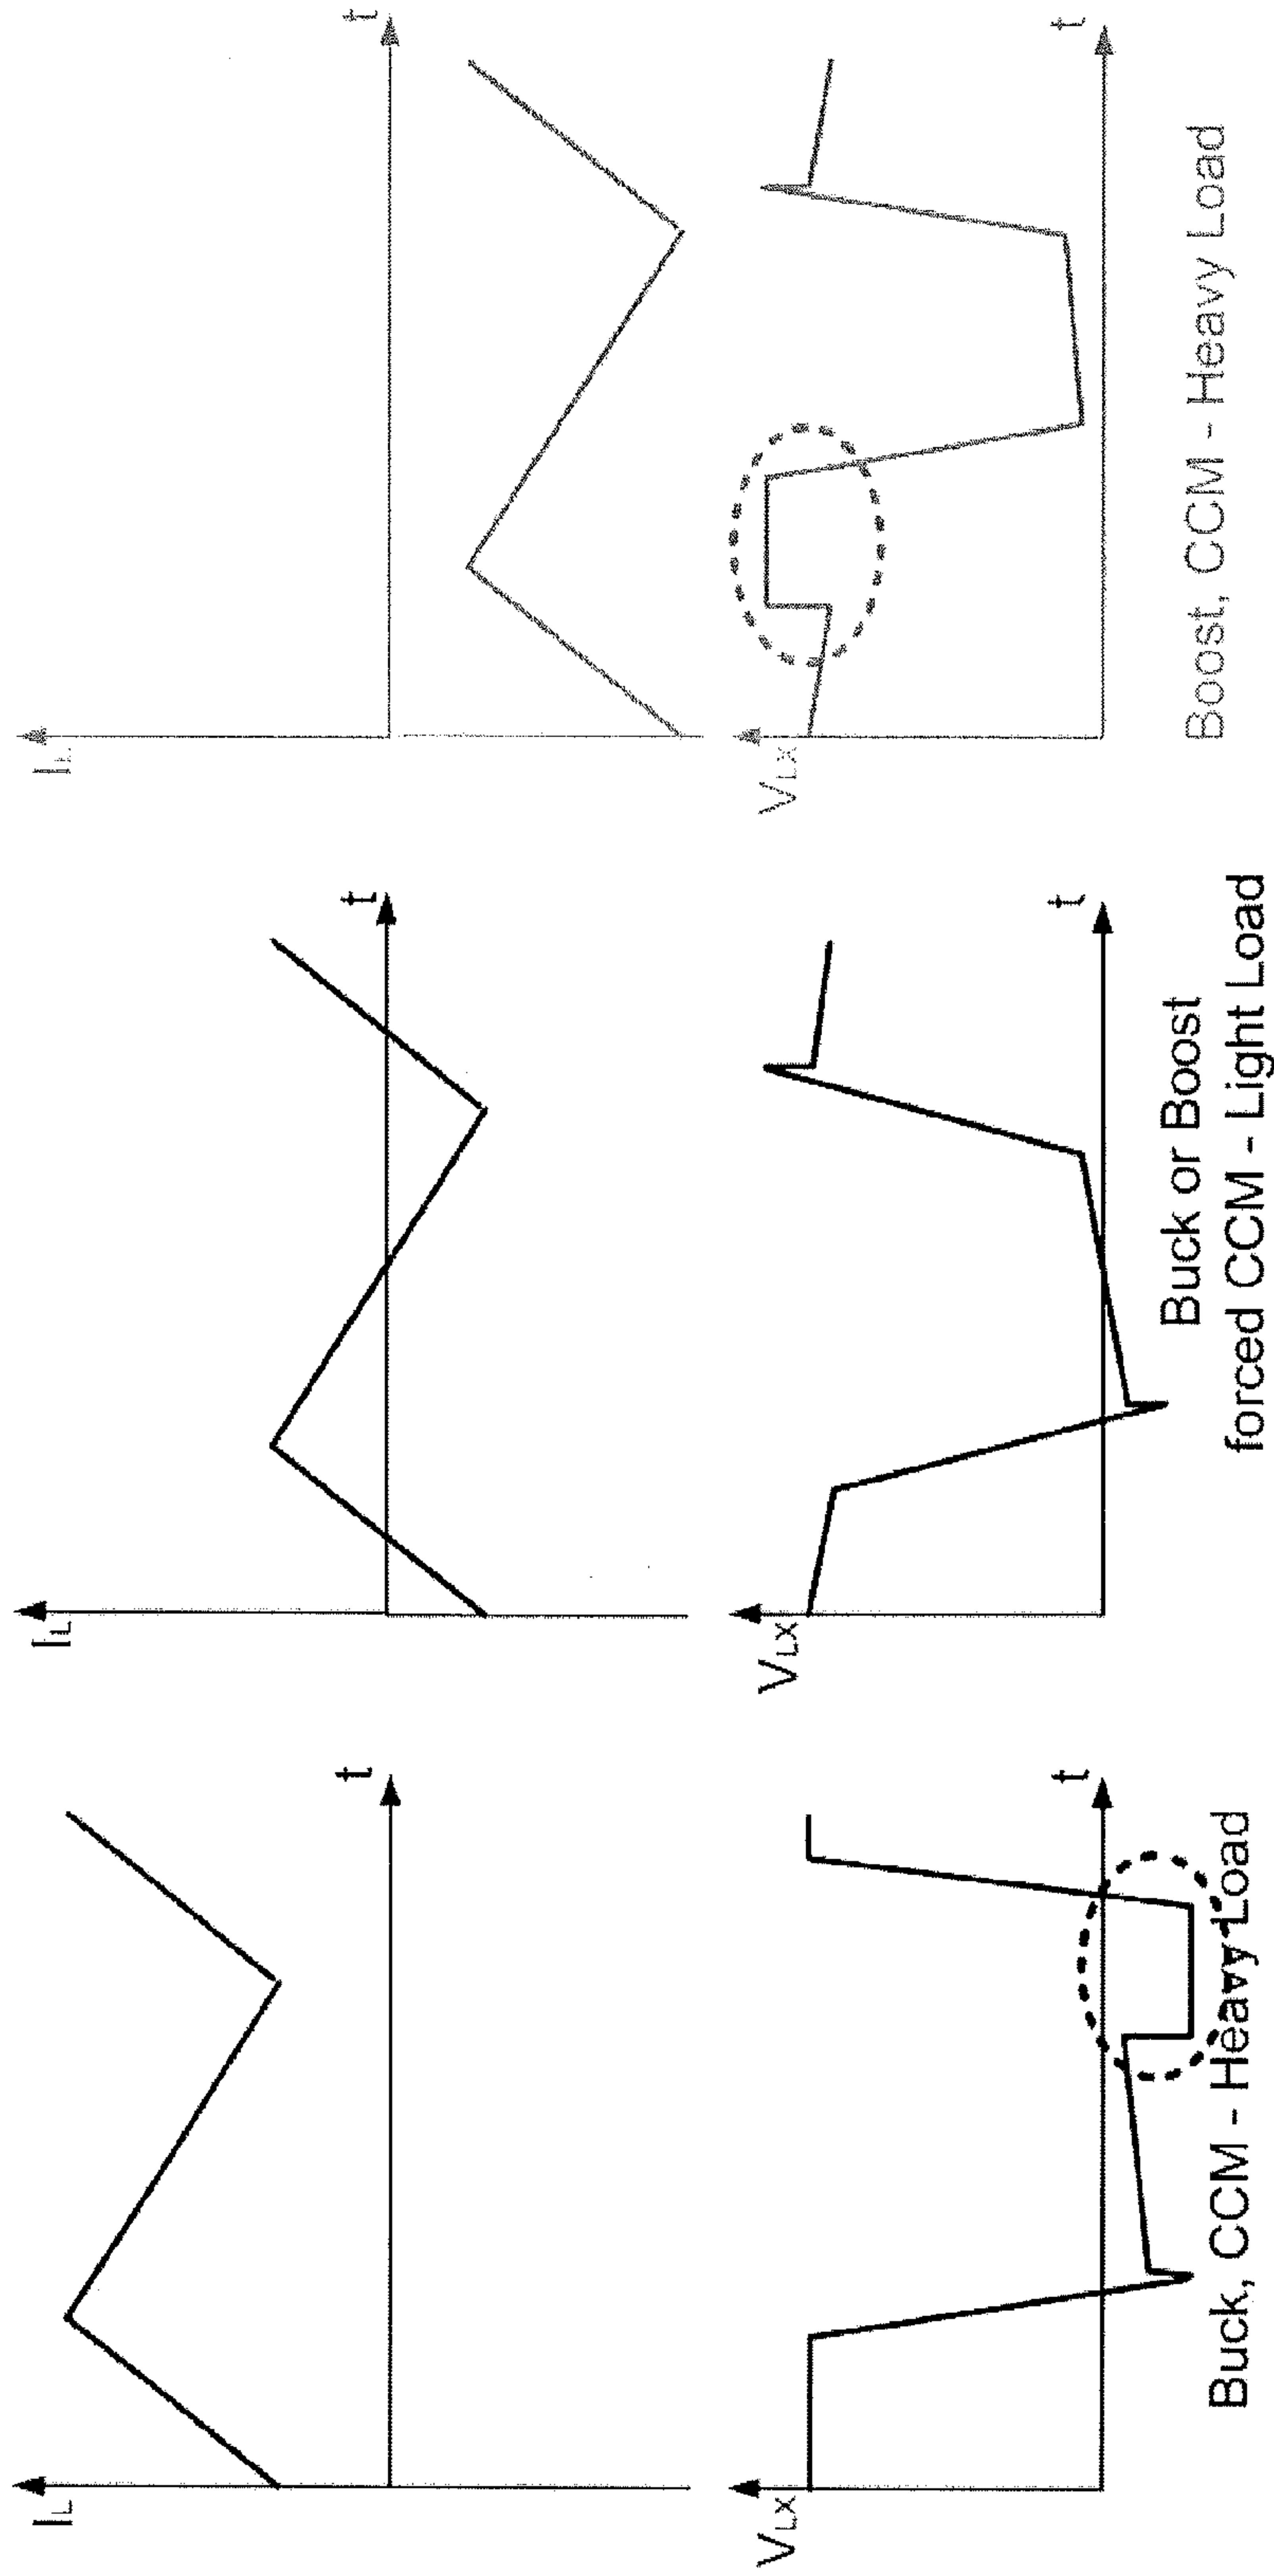 I_L
t
V_LX
t
Buck, CCM - Heavy Load
I_L
t
V_LX
t
Buck or Boost
forced CCM - Light Load
I_L
t
V_LX
t
Boost, CCM - Heavy Load